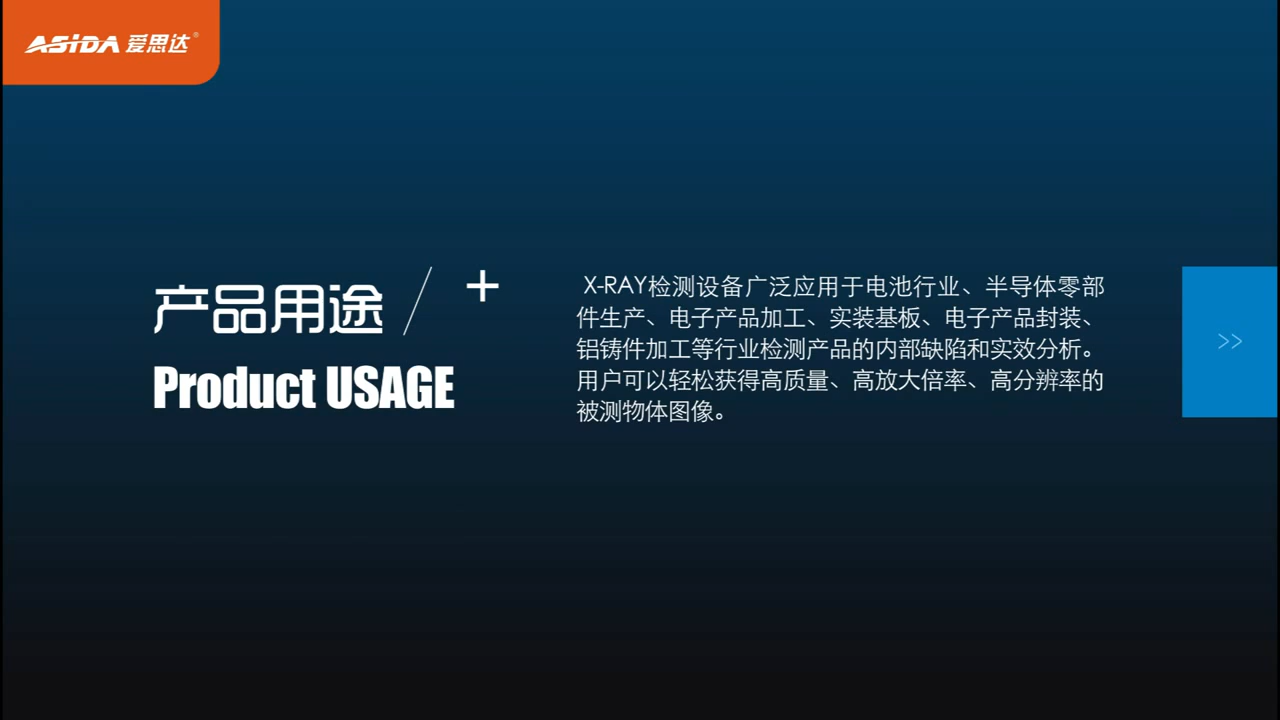 ASiDA 爱思达®
产品用途
Product USAGE
X-RAY检测设备广泛应用于电池行业、半导体零部
件生产、电子产品加工、实装基板、电子产品封装、
铝铸件加工等行业检测产品的内部缺陷和实效分析。
用户可以轻松获得高质量、高放大倍率、高分辨率的
被测物体图像。